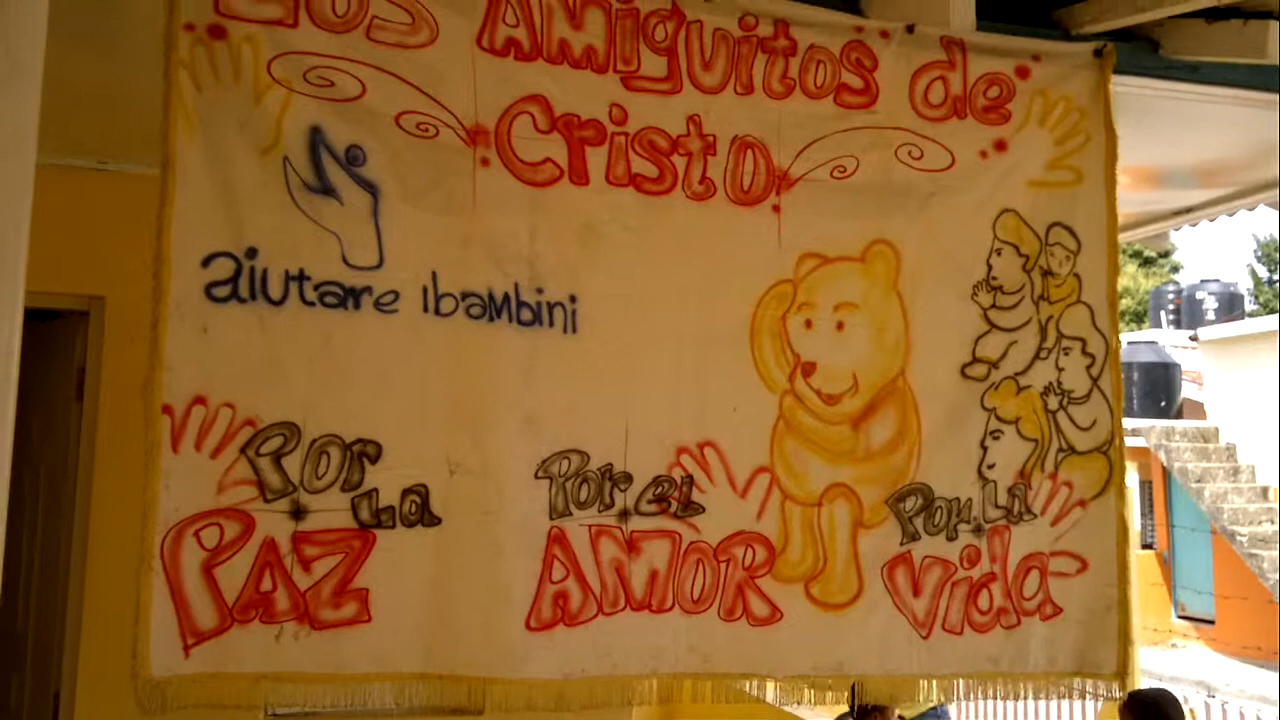 Los Amiguitos de
Cristo
aiutare ibambini
Por La
PAZ
Por el
AMOR
Por La
Vida